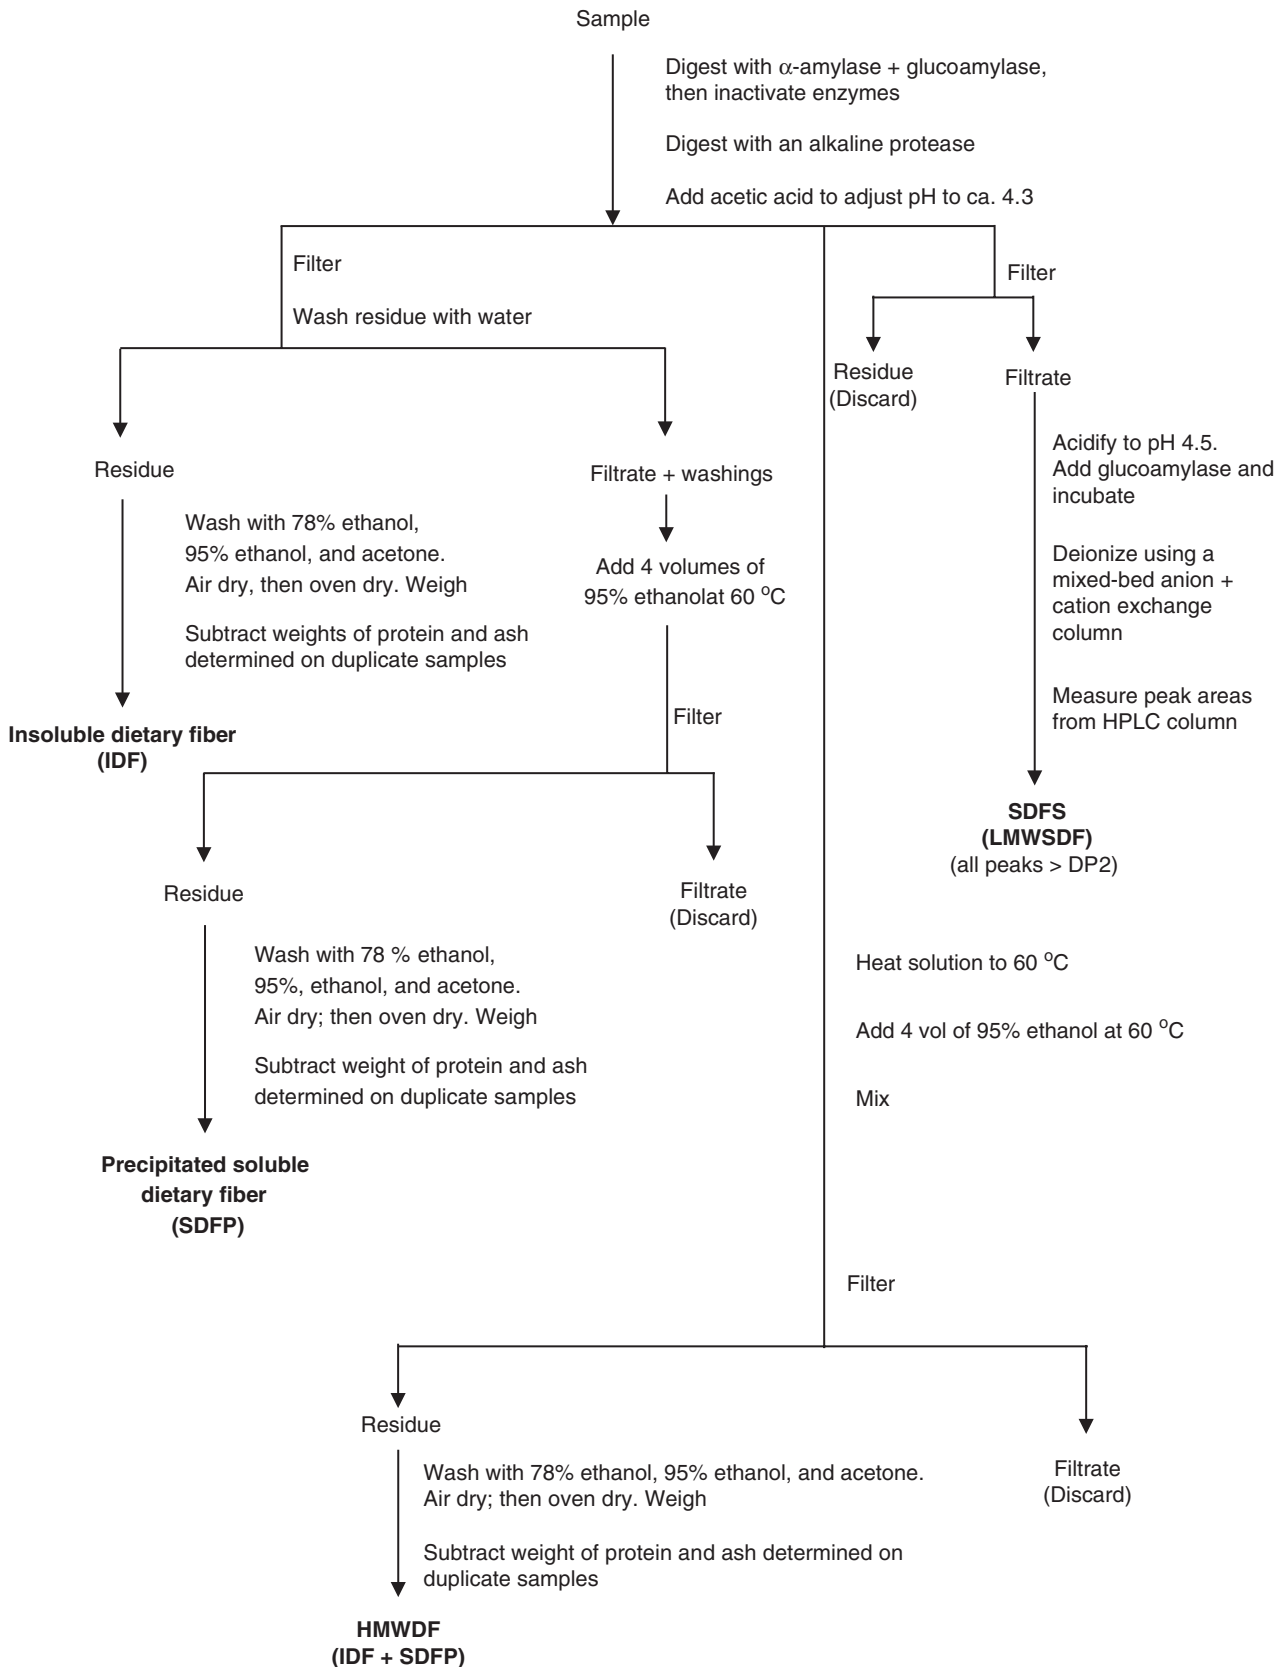 Sample
Digest with α-amylase + glucoamylase,
then inactivate enzymes
Digest with an alkaline protease
Add acetic acid to adjust pH to ca. 4.3
Filter
Wash residue with water
Filter
Residue
(Discard)
Filtrate
Residue
Filtrate + washings
Acidify to pH 4.5.
Add glucoamylase and
incubate
Wash with 78% ethanol,
95% ethanol, and acetone.
Air dry, then oven dry. Weigh
Add 4 volumes of
95% ethanolat 60 °C
Deionize using a
mixed-bed anion +
cation exchange
column
Subtract weights of protein and ash
determined on duplicate samples
Measure peak areas
from HPLC column
Insoluble dietary fiber
(IDF)
Filter
SDFS
(LMWSDF)
(all peaks > DP2)
Residue
Filtrate
(Discard)
Wash with 78 % ethanol,
95%, ethanol, and acetone.
Air dry; then oven dry. Weigh
Subtract weight of protein and ash
determined on duplicate samples
Heat solution to 60 °C
Add 4 vol of 95% ethanol at 60 °C
Mix
Precipitated soluble
dietary fiber
(SDFP)
Filter
Residue
Filtrate
(Discard)
Wash with 78% ethanol, 95% ethanol, and acetone.
Air dry; then oven dry. Weigh
Subtract weight of protein and ash determined on
duplicate samples
HMWDF
(IDF + SDFP)